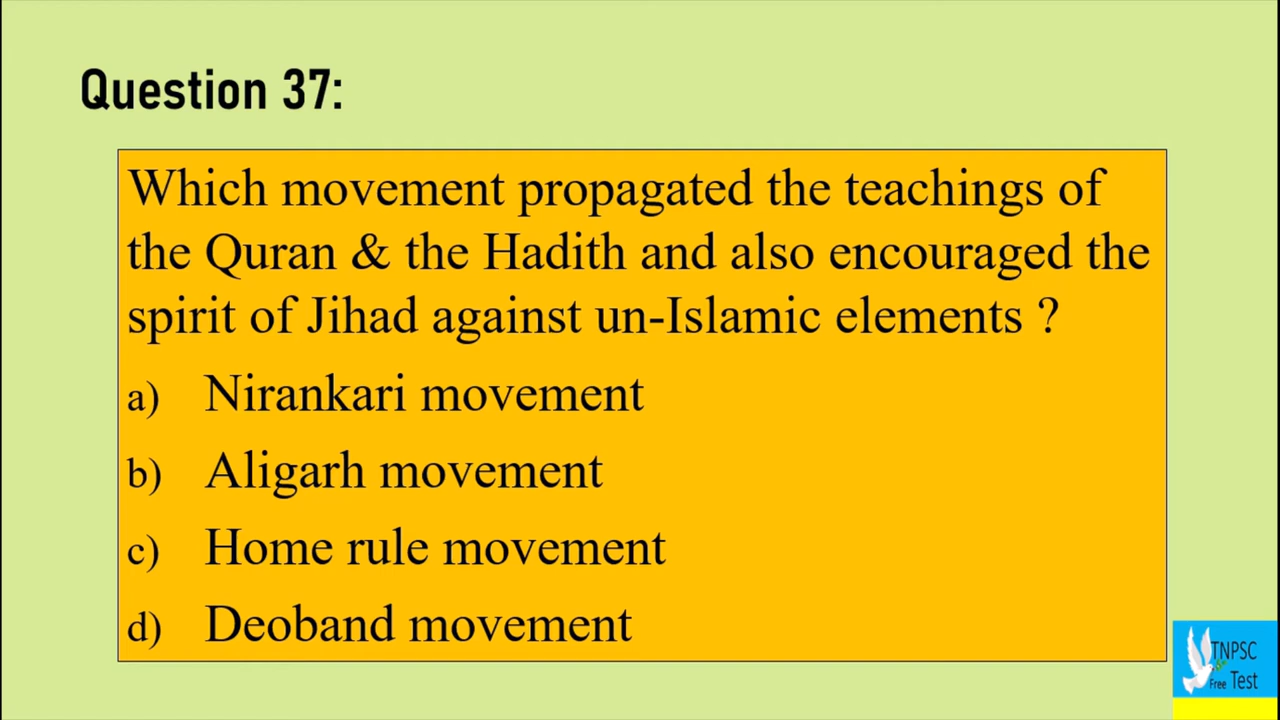 Question 37:
Which movement propagated the teachings of
the Quran & the Hadith and also encouraged the
spirit of Jihad against un-Islamic elements ?
a) Nirankari movement
b) Aligarh movement
c) Home rule movement
d) Deoband movement
TNPSC
Free Test